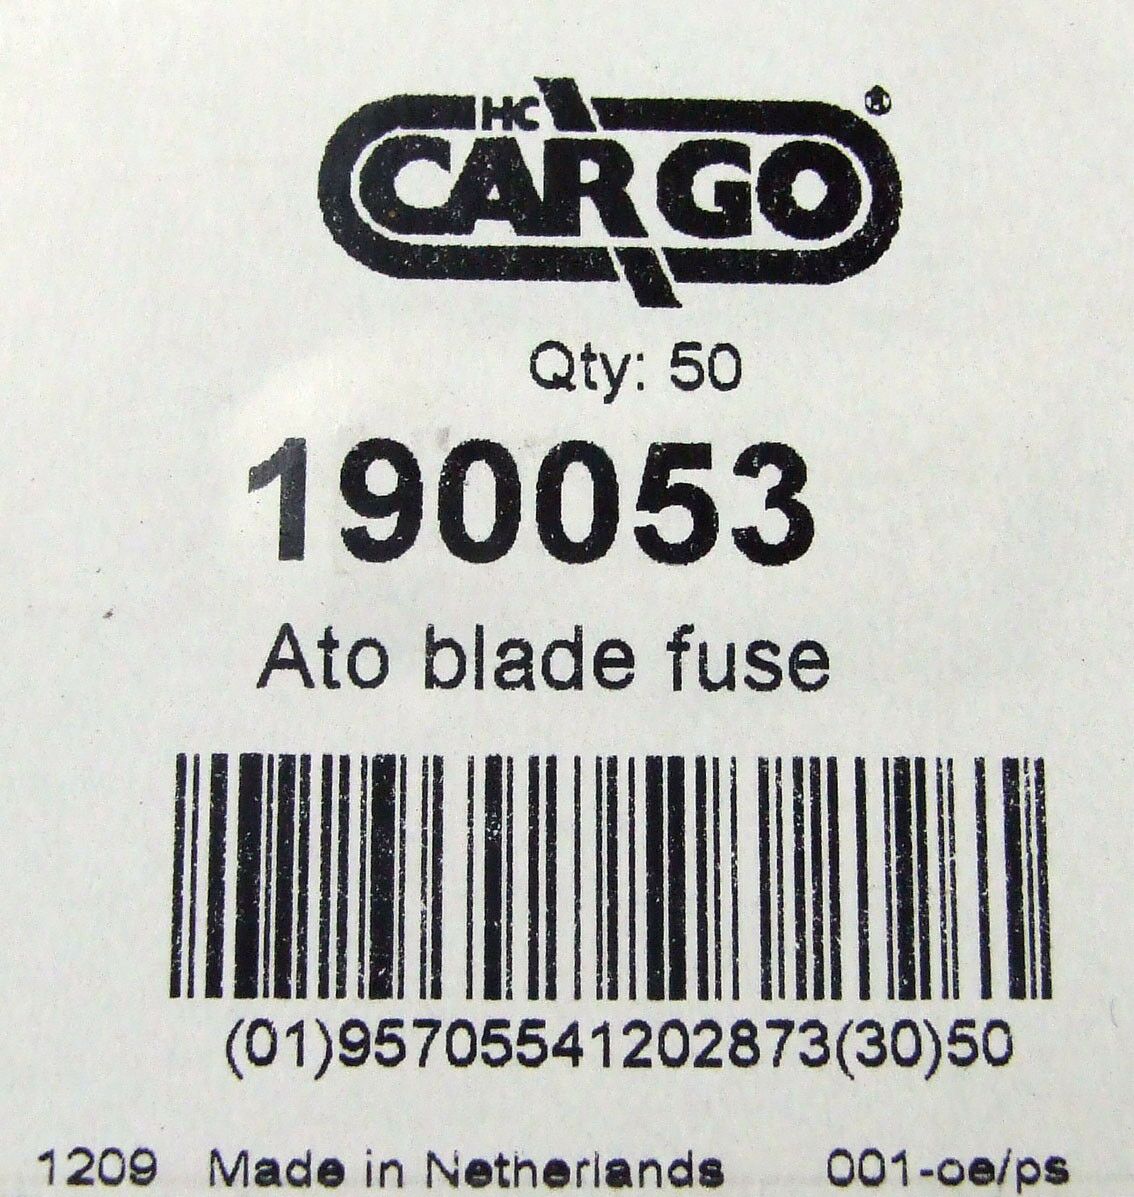 HC
CARGO®
Qty: 50
190053
Ato blade fuse
(01)95705541202873(30)50
1209 Made in Netherlands 001-oe/ps